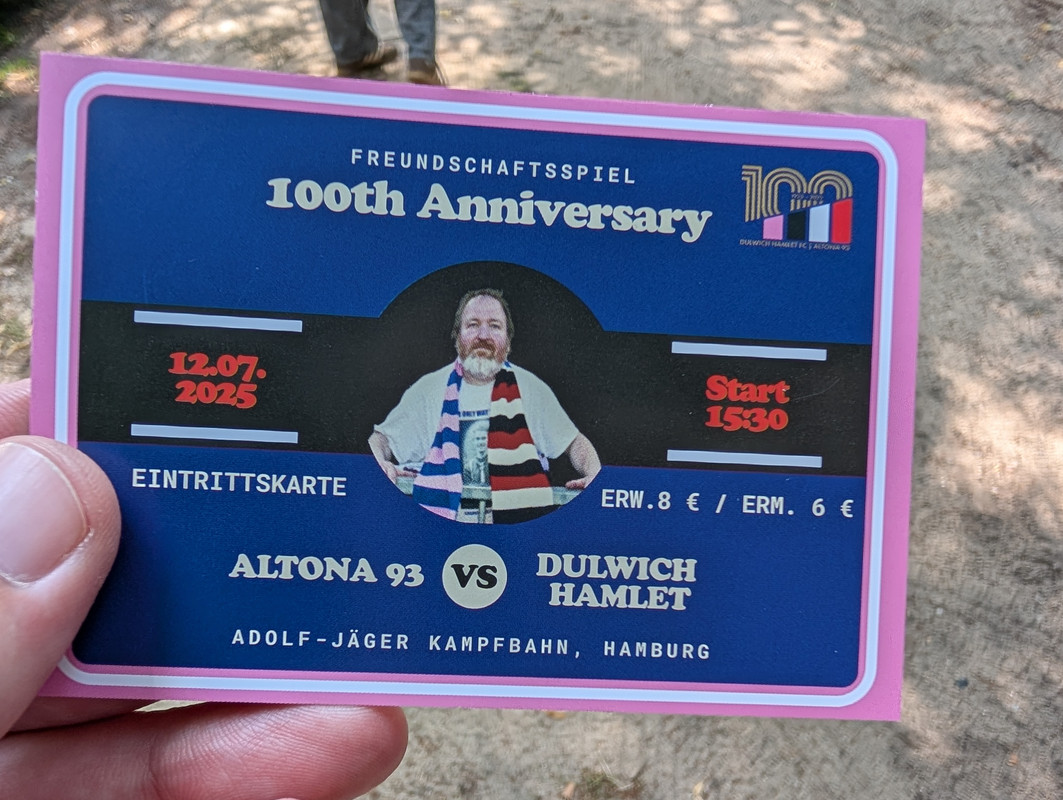 FREUNDSCHAFTSSPIEL
100th Anniversary
100
DULWICH HAMLET FC | ALTONA 93
12.07.
2025
Start
15:30
EINTRITTSKARTE
ERW.8 € / ERM. 6 €
ALTONA 93
VS
DULWICH
HAMLET
ADOLF-JÄGER KAMPFBAHN, HAMBURG